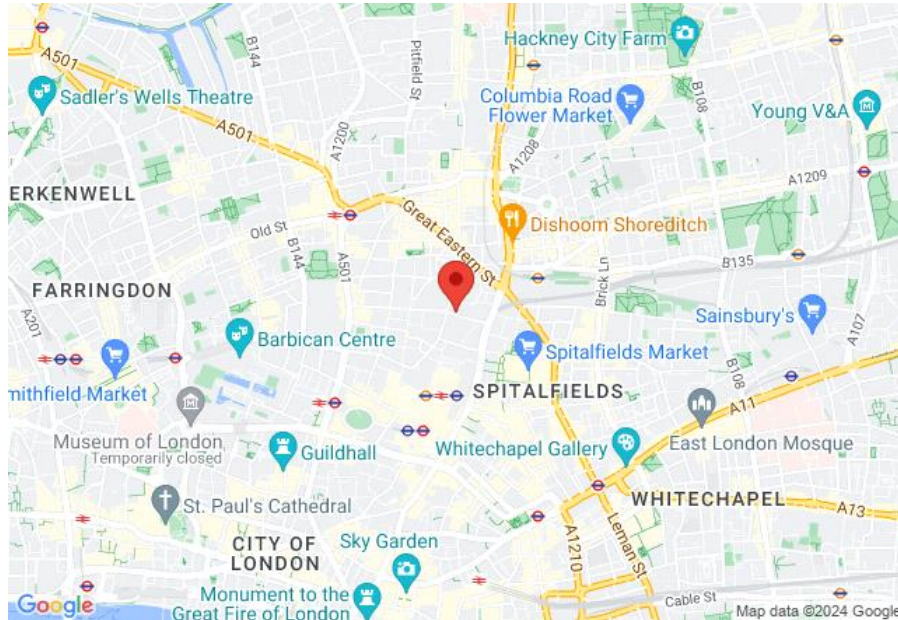 Hackney City Farm
B144
Pitfield St
A501
Sadler's Wells Theatre
Columbia Road
Flower Market
B108
Young V&A
A501
A1200
A1208
A1209
ERKENWELL
Great Eastern St
Old St
Dishoom Shoreditch
B144
A501
B135
Brick Ln
FARRINGDON
Sainsbury's
A201
Barbican Centre
A107
Spitalfields Market
mithfield Market
B108
SPITALFIELDS
A11
Museum of London
Temporarily closed
Guildhall
Whitechapel Gallery
East London Mosque
St. Paul's Cathedral
WHITECHAPEL
A13
CITY OF
LONDON
Sky Garden
A1210
Leman St
Monument to the
Great Fire of London
Cable St
Google
Map data ©2024 Google